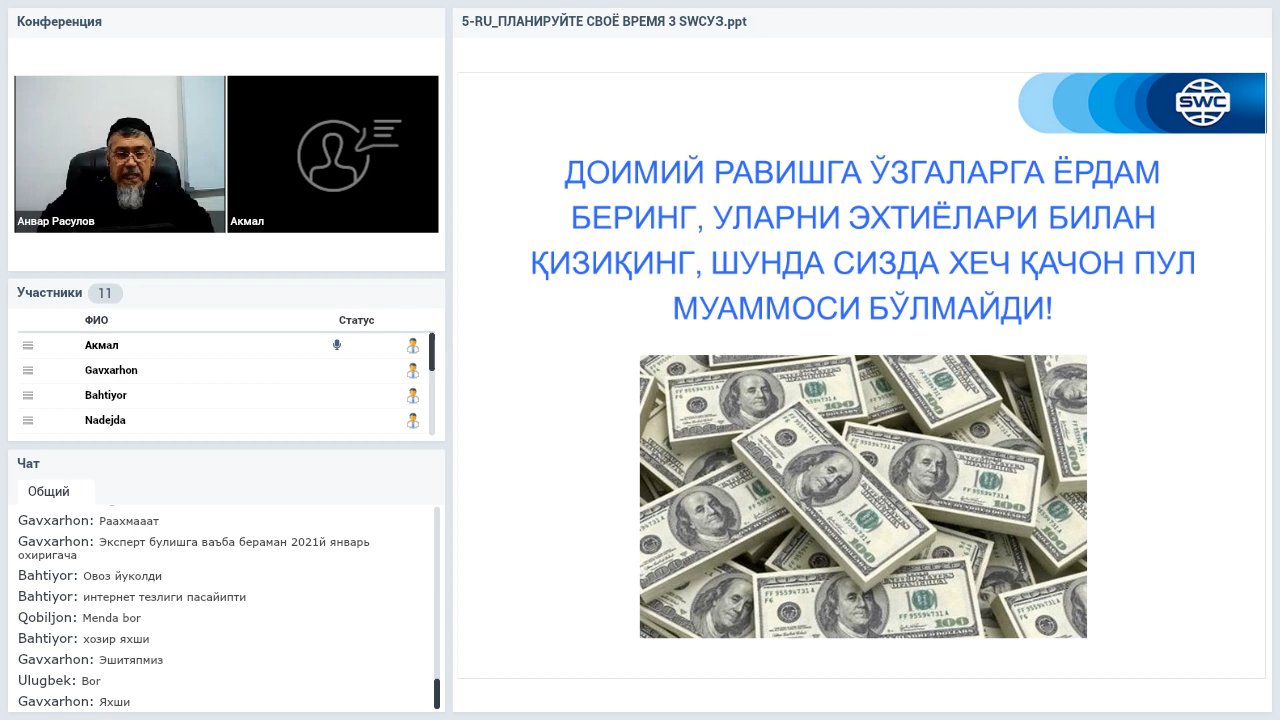 Конференция
Анвар Расулов
Акмал
Участники 11
ФИО Статус
Акмал
Gavxarhon
Bahtiyor
Nadejda
Чат
Общий
Gavxarhon: Раахмааат
Gavxarhon: Эксперт булишга ваъба бераман 2021й январь
охиригача
Bahtiyor: Овоз йуколди
Bahtiyor: интернет тезлиги пасайипти
Qobiljon: Menda bor
Bahtiyor: хозир яхши
Gavxarhon: Эшитяпмиз
Ulugbek: Bor
Gavxarhon: Яхши
5-RU_ПЛАНИРУЙТЕ СВОЁ ВРЕМЯ 3 SWCУЗ.ppt
SWC
ДОИМИЙ РАВИШГА ЎЗГАЛАРГА ЁРДАМ
БЕРИНГ, УЛАРНИ ЭХТИЁЛАРИ БИЛАН
ҚИЗИҚИНГ, ШУНДА СИЗДА ХЕЧ ҚАЧОН ПУЛ
МУАММОСИ БЎЛМАЙДИ!